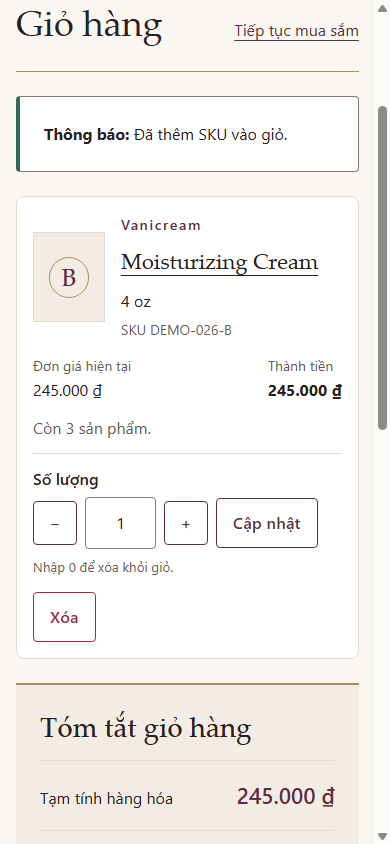 Giỏ hàng
Tiếp tục mua sắm
Thông báo: Đã thêm SKU vào giỏ.
Vanicream
B
Moisturizing Cream
4 oz
SKU DEMO-026-B
Đơn giá hiện tại
Thành tiền
245.000 ₫
245.000 ₫
Còn 3 sản phẩm.
Số lượng
− 1 + Cập nhật
Nhập 0 để xóa khỏi giỏ.
Xóa
Tóm tắt giỏ hàng
Tạm tính hàng hóa
245.000 ₫